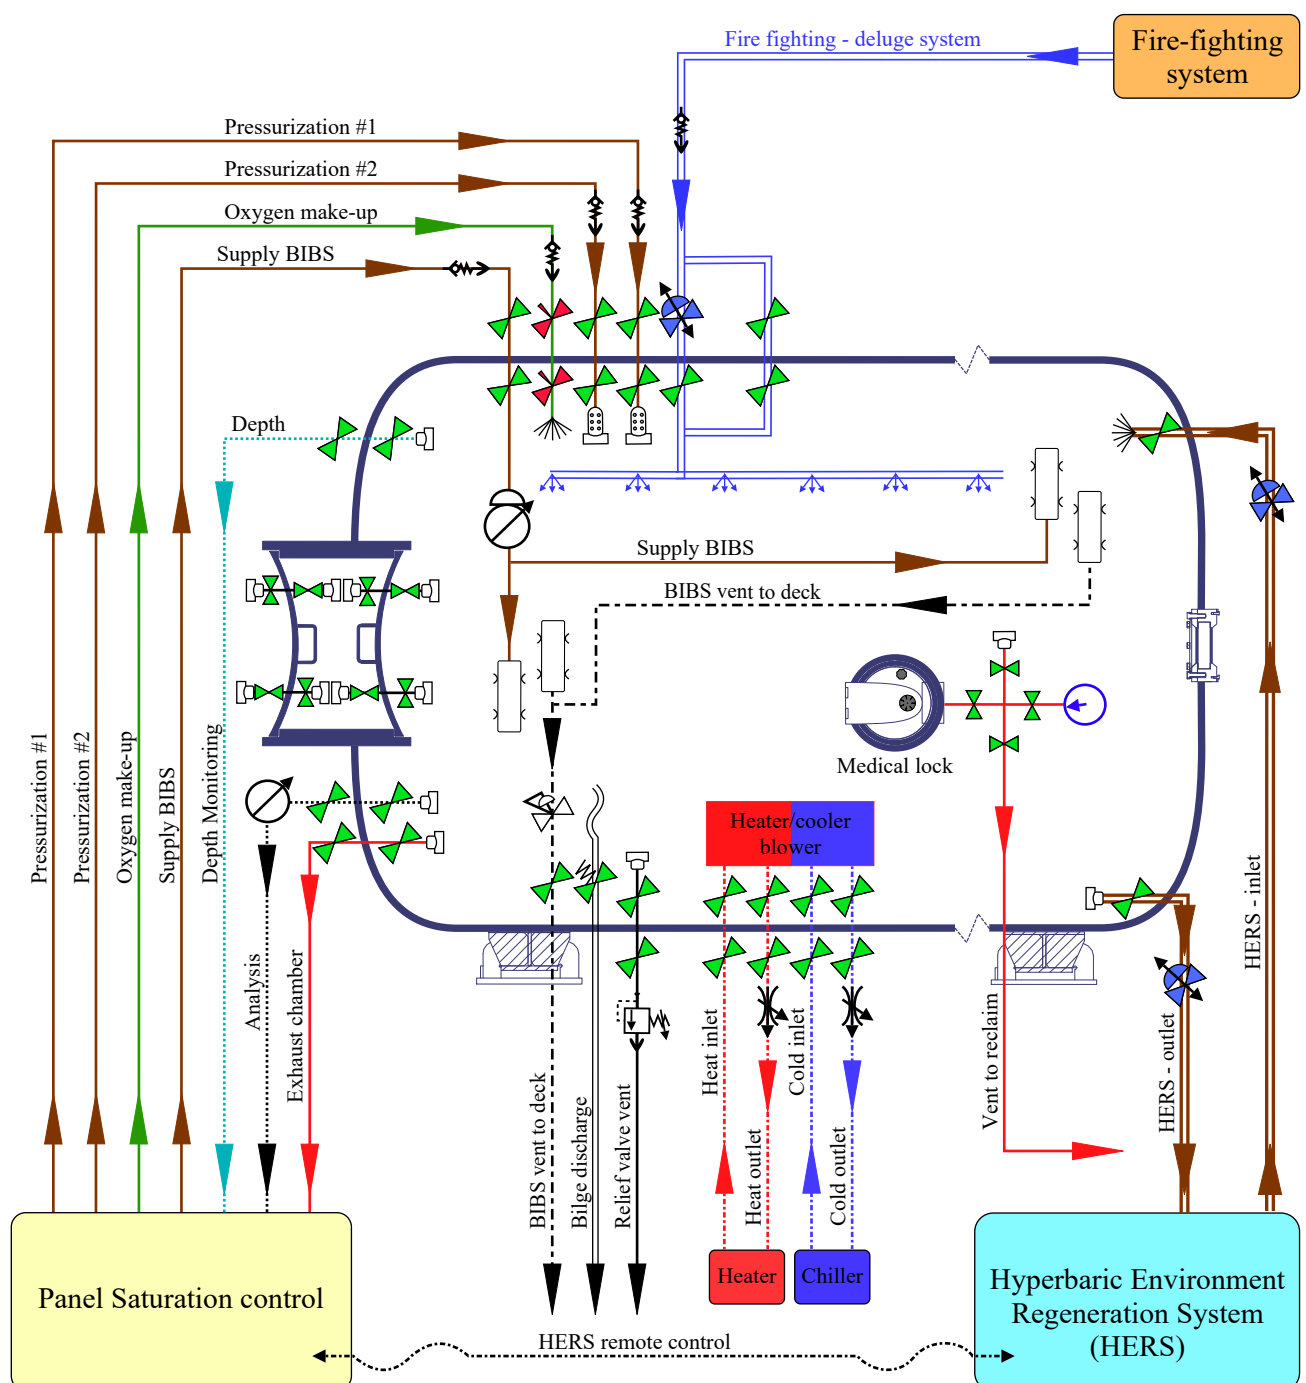 Fire fighting - deluge system
Fire-fighting
system
Pressurization #1
Pressurization #2
Oxygen make-up
Supply BIBS
Depth
Supply BIBS
BIBS vent to deck
Medical lock
Heater/cooler
blower
Pressurization #1
Pressurization #2
Oxygen make-up
Supply BIBS
Depth Monitoring
Analysis
Exhaust chamber
BIBS vent to deck
Bilge discharge
Relief valve vent
Heat inlet
Heat outlet
Cold inlet
Cold outlet
Vent to reclaim
HERS - outlet
HERS - inlet
Heater
Chiller
Panel Saturation control
Hyperbaric Environment
Regeneration System
(HERS)
HERS remote control